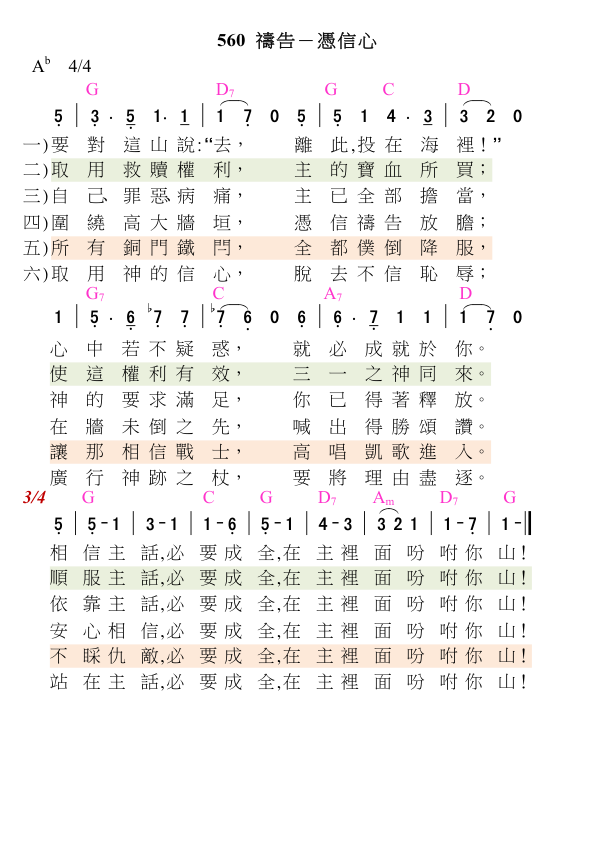 560 禱告－憑信心
A♭ 4/4
G D7 G C D
5 | 3 · 5 1 · 1 | 1 7 0 5 | 5 1 4 · 3 | 3 2 0
一)要 對 這 山 說:“去， 離 此,投 在 海 裡！”
二)取 用 救 贖 權 利， 主 的 寶 血 所 買；
三)自 己、罪 惡、病 痛， 主 已 全 部 擔 當，
四)圍 繞 高 大 牆 垣， 憑 信 禱 告 放 膽；
五)所 有 銅 門 鐵 閂， 全 都 僕 倒 降 服，
六)取 用 神 的 信 心， 脫 去 不 信 恥 辱；
G7 C A7 D
1 | 5 · 6 ♭7 7 | ♭7 6 0 6 | 6 · 7 1 1 | 1 7 0
心 中 若 不 疑 惑， 就 必 成 就 於 你。
使 這 權 利 有 效， 三 一 之 神 同 來。
神 的 要 求 滿 足， 你 已 得 著 釋 放。
在 牆 未 倒 之 先， 喊 出 得 勝 頌 讚。
讓 那 相 信 戰 士， 高 唱 凱 歌 進 入。
廣 行 神 跡 之 杖， 要 將 理 由 盡 逐。
3/4 G C G D7 Am D7 G
5 | 5 - 1 | 3 - 1 | 1 - 6 | 5 - 1 | 4 - 3 | 3 2 1 | 1 - 7 | 1 - ‖
相 信 主 話,必 要 成 全,在 主 裡 面 吩 咐 你 山！
順 服 主 話,必 要 成 全,在 主 裡 面 吩 咐 你 山！
依 靠 主 話,必 要 成 全,在 主 裡 面 吩 咐 你 山！
安 心 相 信,必 要 成 全,在 主 裡 面 吩 咐 你 山！
不 睬 仇 敵,必 要 成 全,在 主 裡 面 吩 咐 你 山！
站 在 主 話,必 要 成 全,在 主 裡 面 吩 咐 你 山！